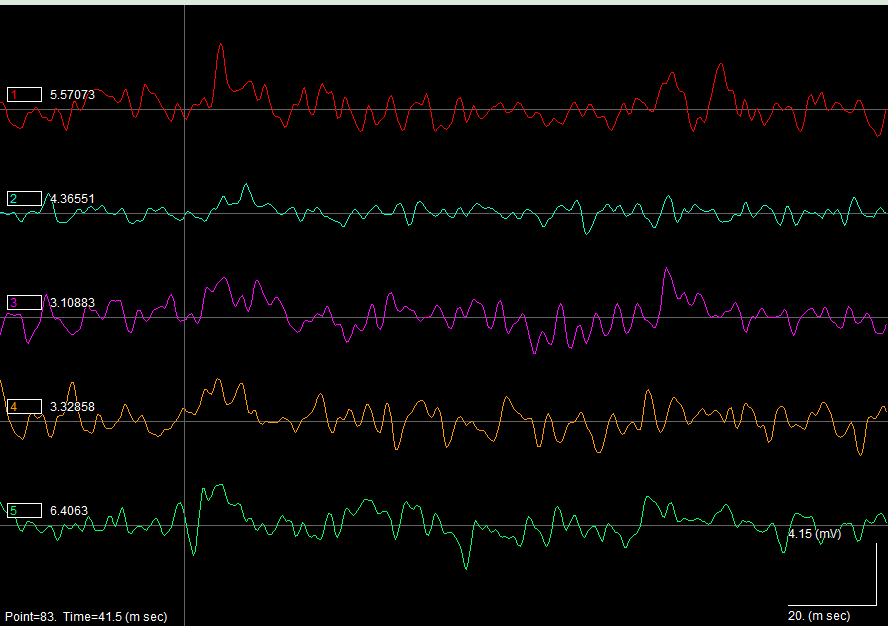 1 5.57073
2 4.36551
3 3.10883
4 3.32858
5 6.4063
4.15 (mV)
Point=83. Time=41.5 (m sec)
20. (m sec)